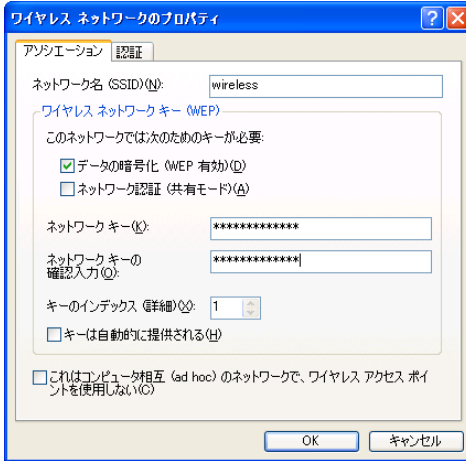 ワイヤレス ネットワークのプロパティ
アソシエーション 認証
ネットワーク名 (SSID)(N): wireless
ワイヤレス ネットワーク キー (WEP)
このネットワークでは次のためのキーが必要:
データの暗号化 (WEP 有効)(D)
ネットワーク認証 (共有モード)(A)
ネットワーク キー(K): *************
ネットワーク キーの
確認入力(O): *************
キーのインデックス (詳細)(X): 1
キーは自動的に提供される(H)
これはコンピュータ相互 (ad hoc) のネットワークで、ワイヤレス アクセス ポイ
ントを使用しない(C)
OK キャンセル